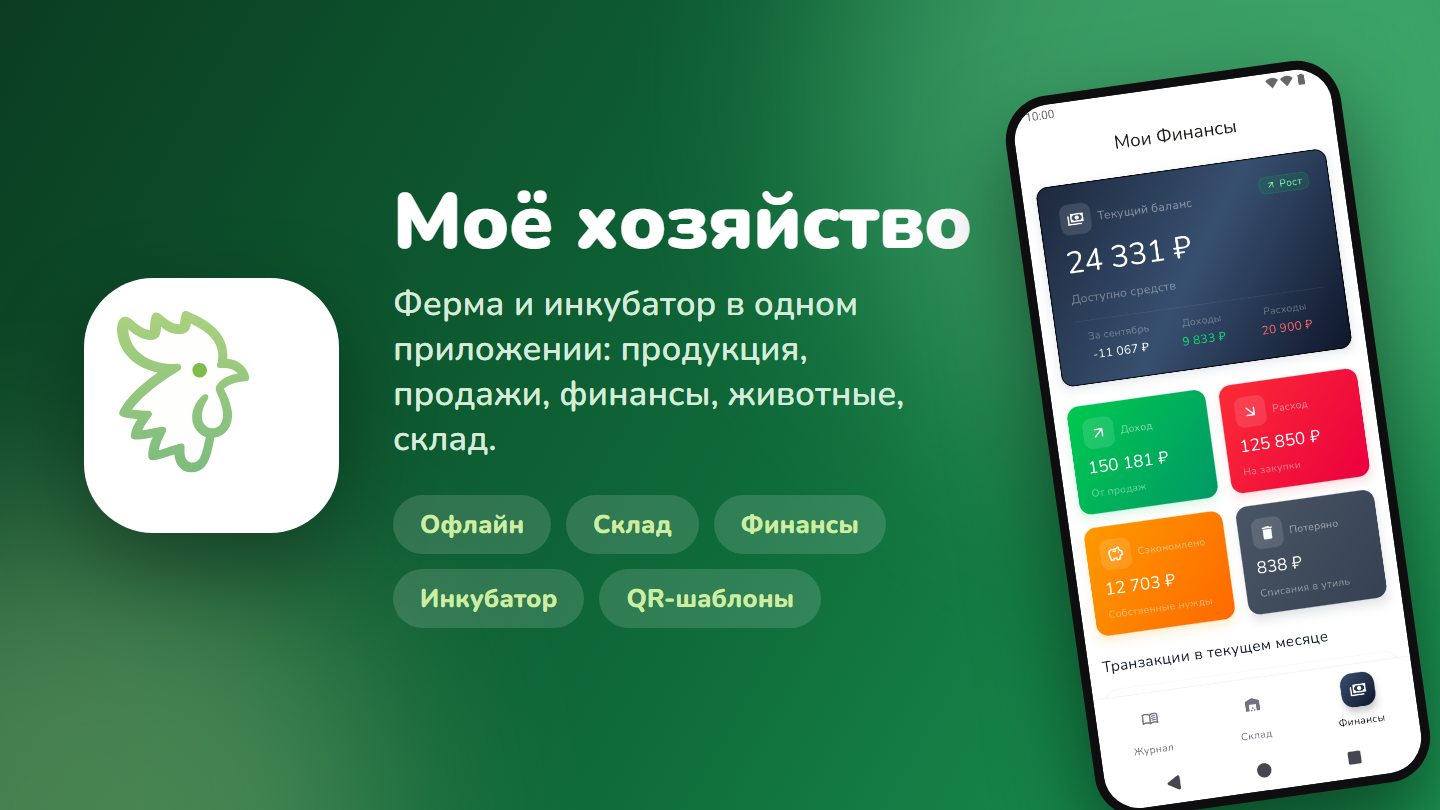 Моё хозяйство
Ферма и инкубатор в одном
приложении: продукция,
продажи, финансы, животные,
склад.
Офлайн
Склад
Финансы
Инкубатор
QR-шаблоны
10:00
Мои Финансы
Рост
Текущий баланс
24 331 ₽
Доступно средств
За сентябрь
-11 067 ₽
Доходы
9 833 ₽
Расходы
20 900 ₽
Доход
150 181 ₽
От продаж
Расход
125 850 ₽
На закупки
Сэкономлено
12 703 ₽
Собственные нужды
Потеряно
838 ₽
Списания в утиль
Транзакции в текущем месяце
Журнал
Склад
Финансы